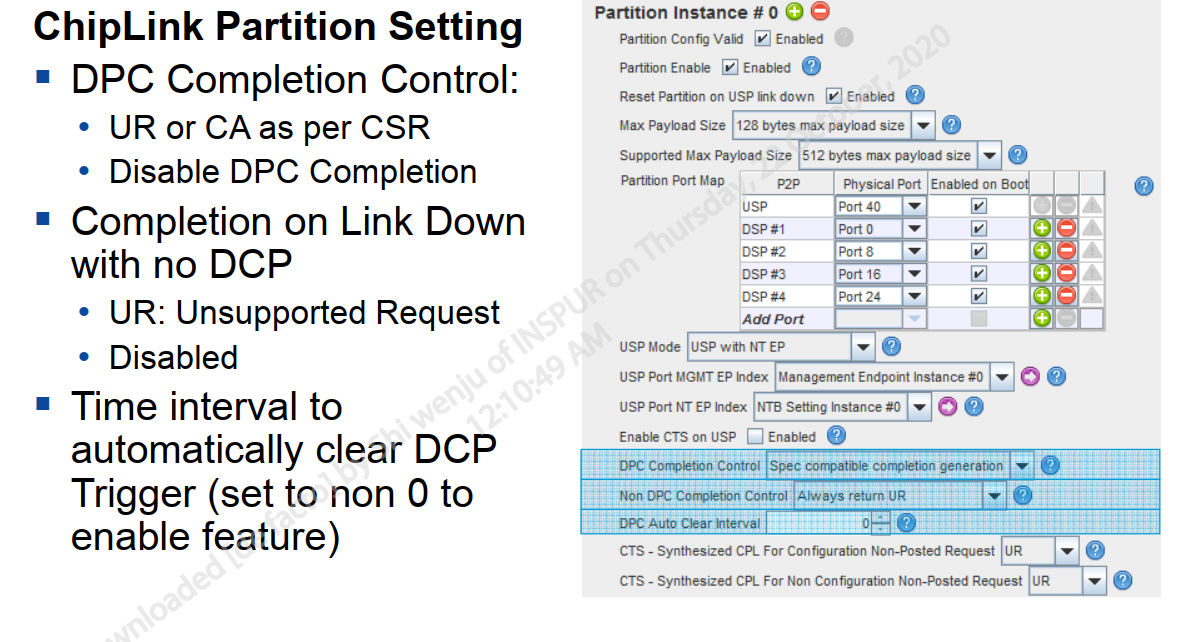 ChipLink Partition Setting
DPC Completion Control:
UR or CA as per CSR
Disable DPC Completion
Completion on Link Down
with no DCP
UR: Unsupported Request
Disabled
Time interval to
automatically clear DCP
Trigger (set to non 0 to
enable feature)
Partition Instance # 0
Partition Config Valid Enabled
Partition Enable Enabled
Reset Partition on USP link down Enabled
Max Payload Size 128 bytes max payload size
Supported Max Payload Size 512 bytes max payload size
Partition Port Map
P2P Physical Port Enabled on Boot
USP Port 40
DSP #1 Port 0
DSP #2 Port 8
DSP #3 Port 16
DSP #4 Port 24
Add Port
USP Mode USP with NT EP
USP Port MGMT EP Index Management Endpoint Instance #0
USP Port NT EP Index NTB Setting Instance #0
Enable CTS on USP Enabled
DPC Completion Control Spec compatible completion generation
Non DPC Completion Control Always return UR
DPC Auto Clear Interval 0
CTS - Synthesized CPL For Configuration Non-Posted Request UR
CTS - Synthesized CPL For Non Configuration Non-Posted Request UR
by shi wenju of INSPUR on Thursday, 22 October, 2020
12:10:49 AM